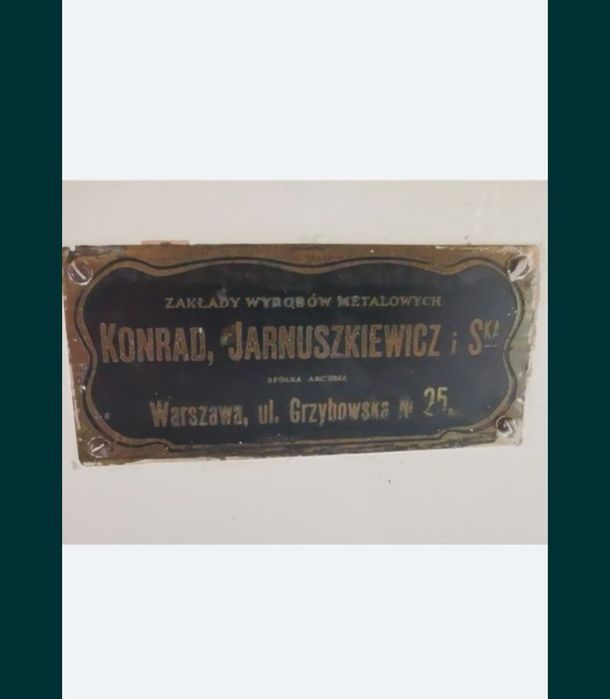 ZAKŁADY WYROBÓW METALOWYCH
KONRAD, JARNUSZKIEWICZ i SKA
SPÓŁKA AKCYJNA
Warszawa, ul. Grzybowska № 25.